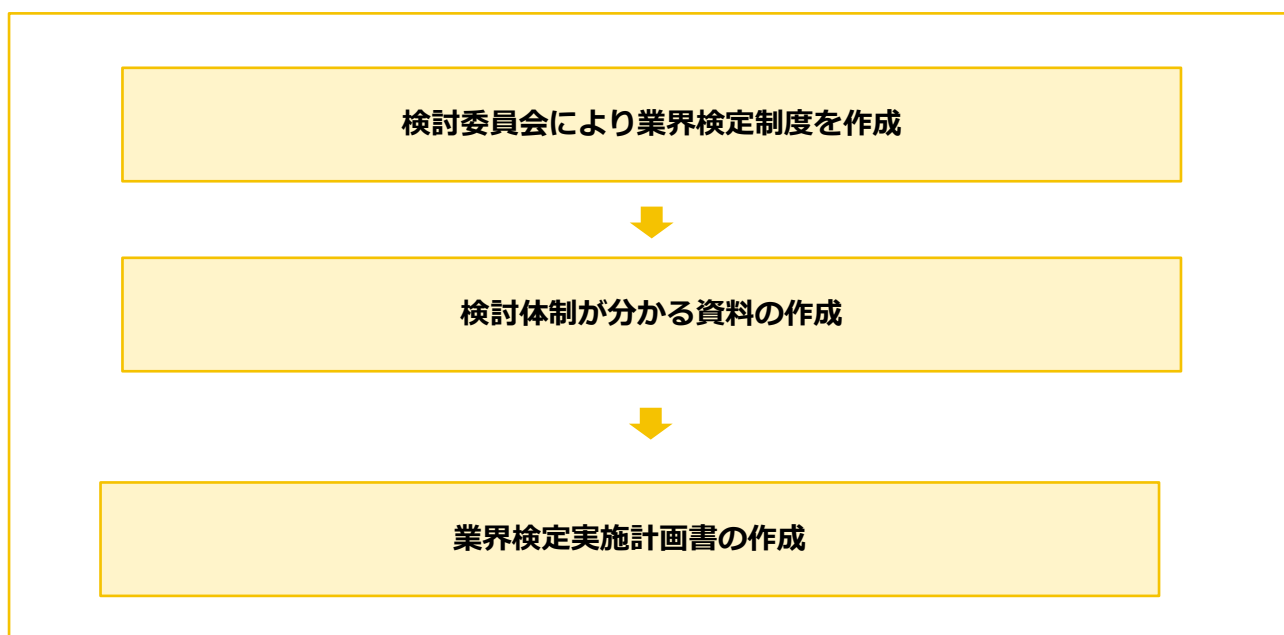 検討委員会により業界検定制度を作成
検討体制が分かる資料の作成
業界検定実施計画書の作成